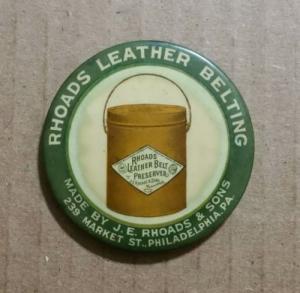 RHOADS LEATHER BELTING
RHOADS
LEATHER BELT
PRESERVER
MADE BY J.E. RHOADS & SONS
239 MARKET ST., PHILADELPHIA, PA.